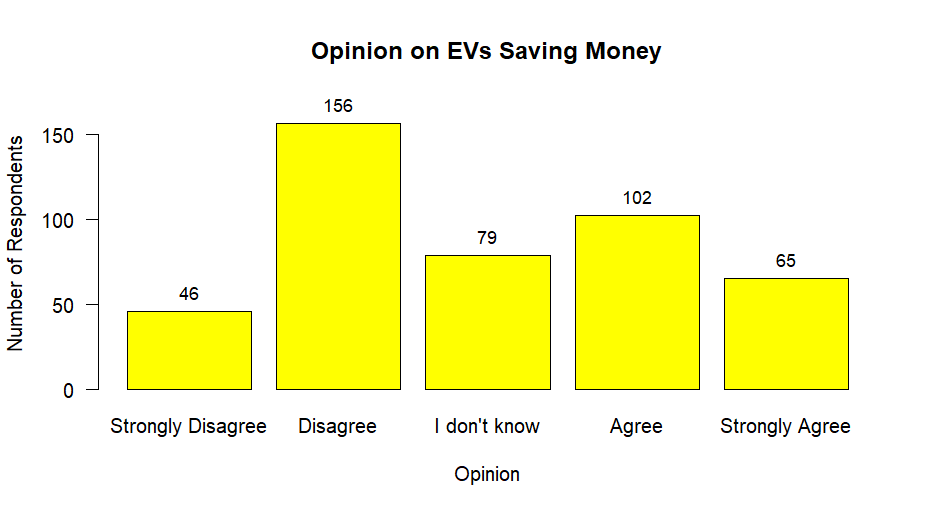 Opinion on EVs Saving Money
Number of Respondents
150
100
50
0
46
156
79
102
65
Strongly Disagree
Disagree
I don't know
Agree
Strongly Agree
Opinion